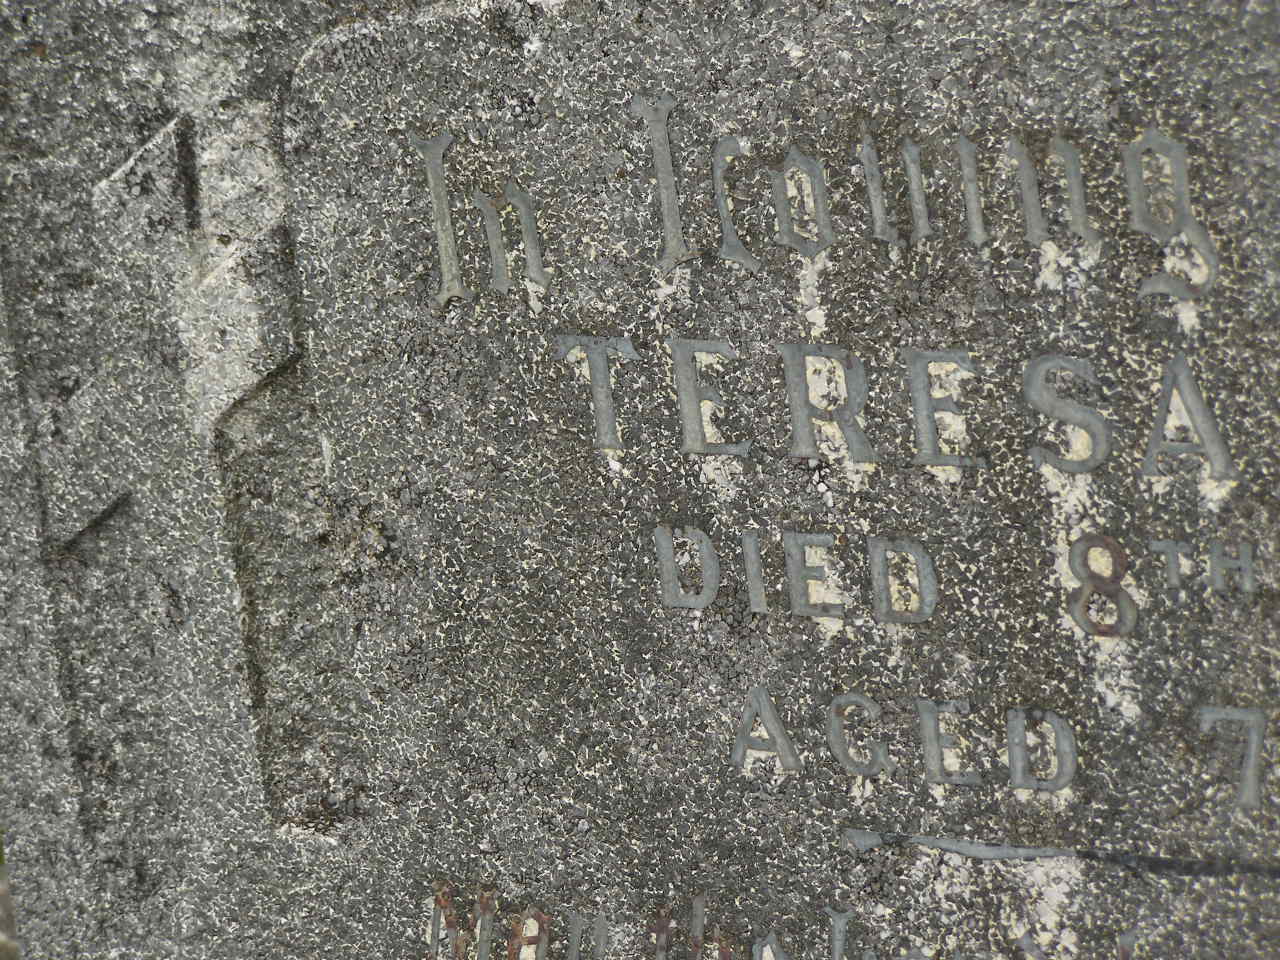 In loving
TERESA
DIED 8TH
AGED 7